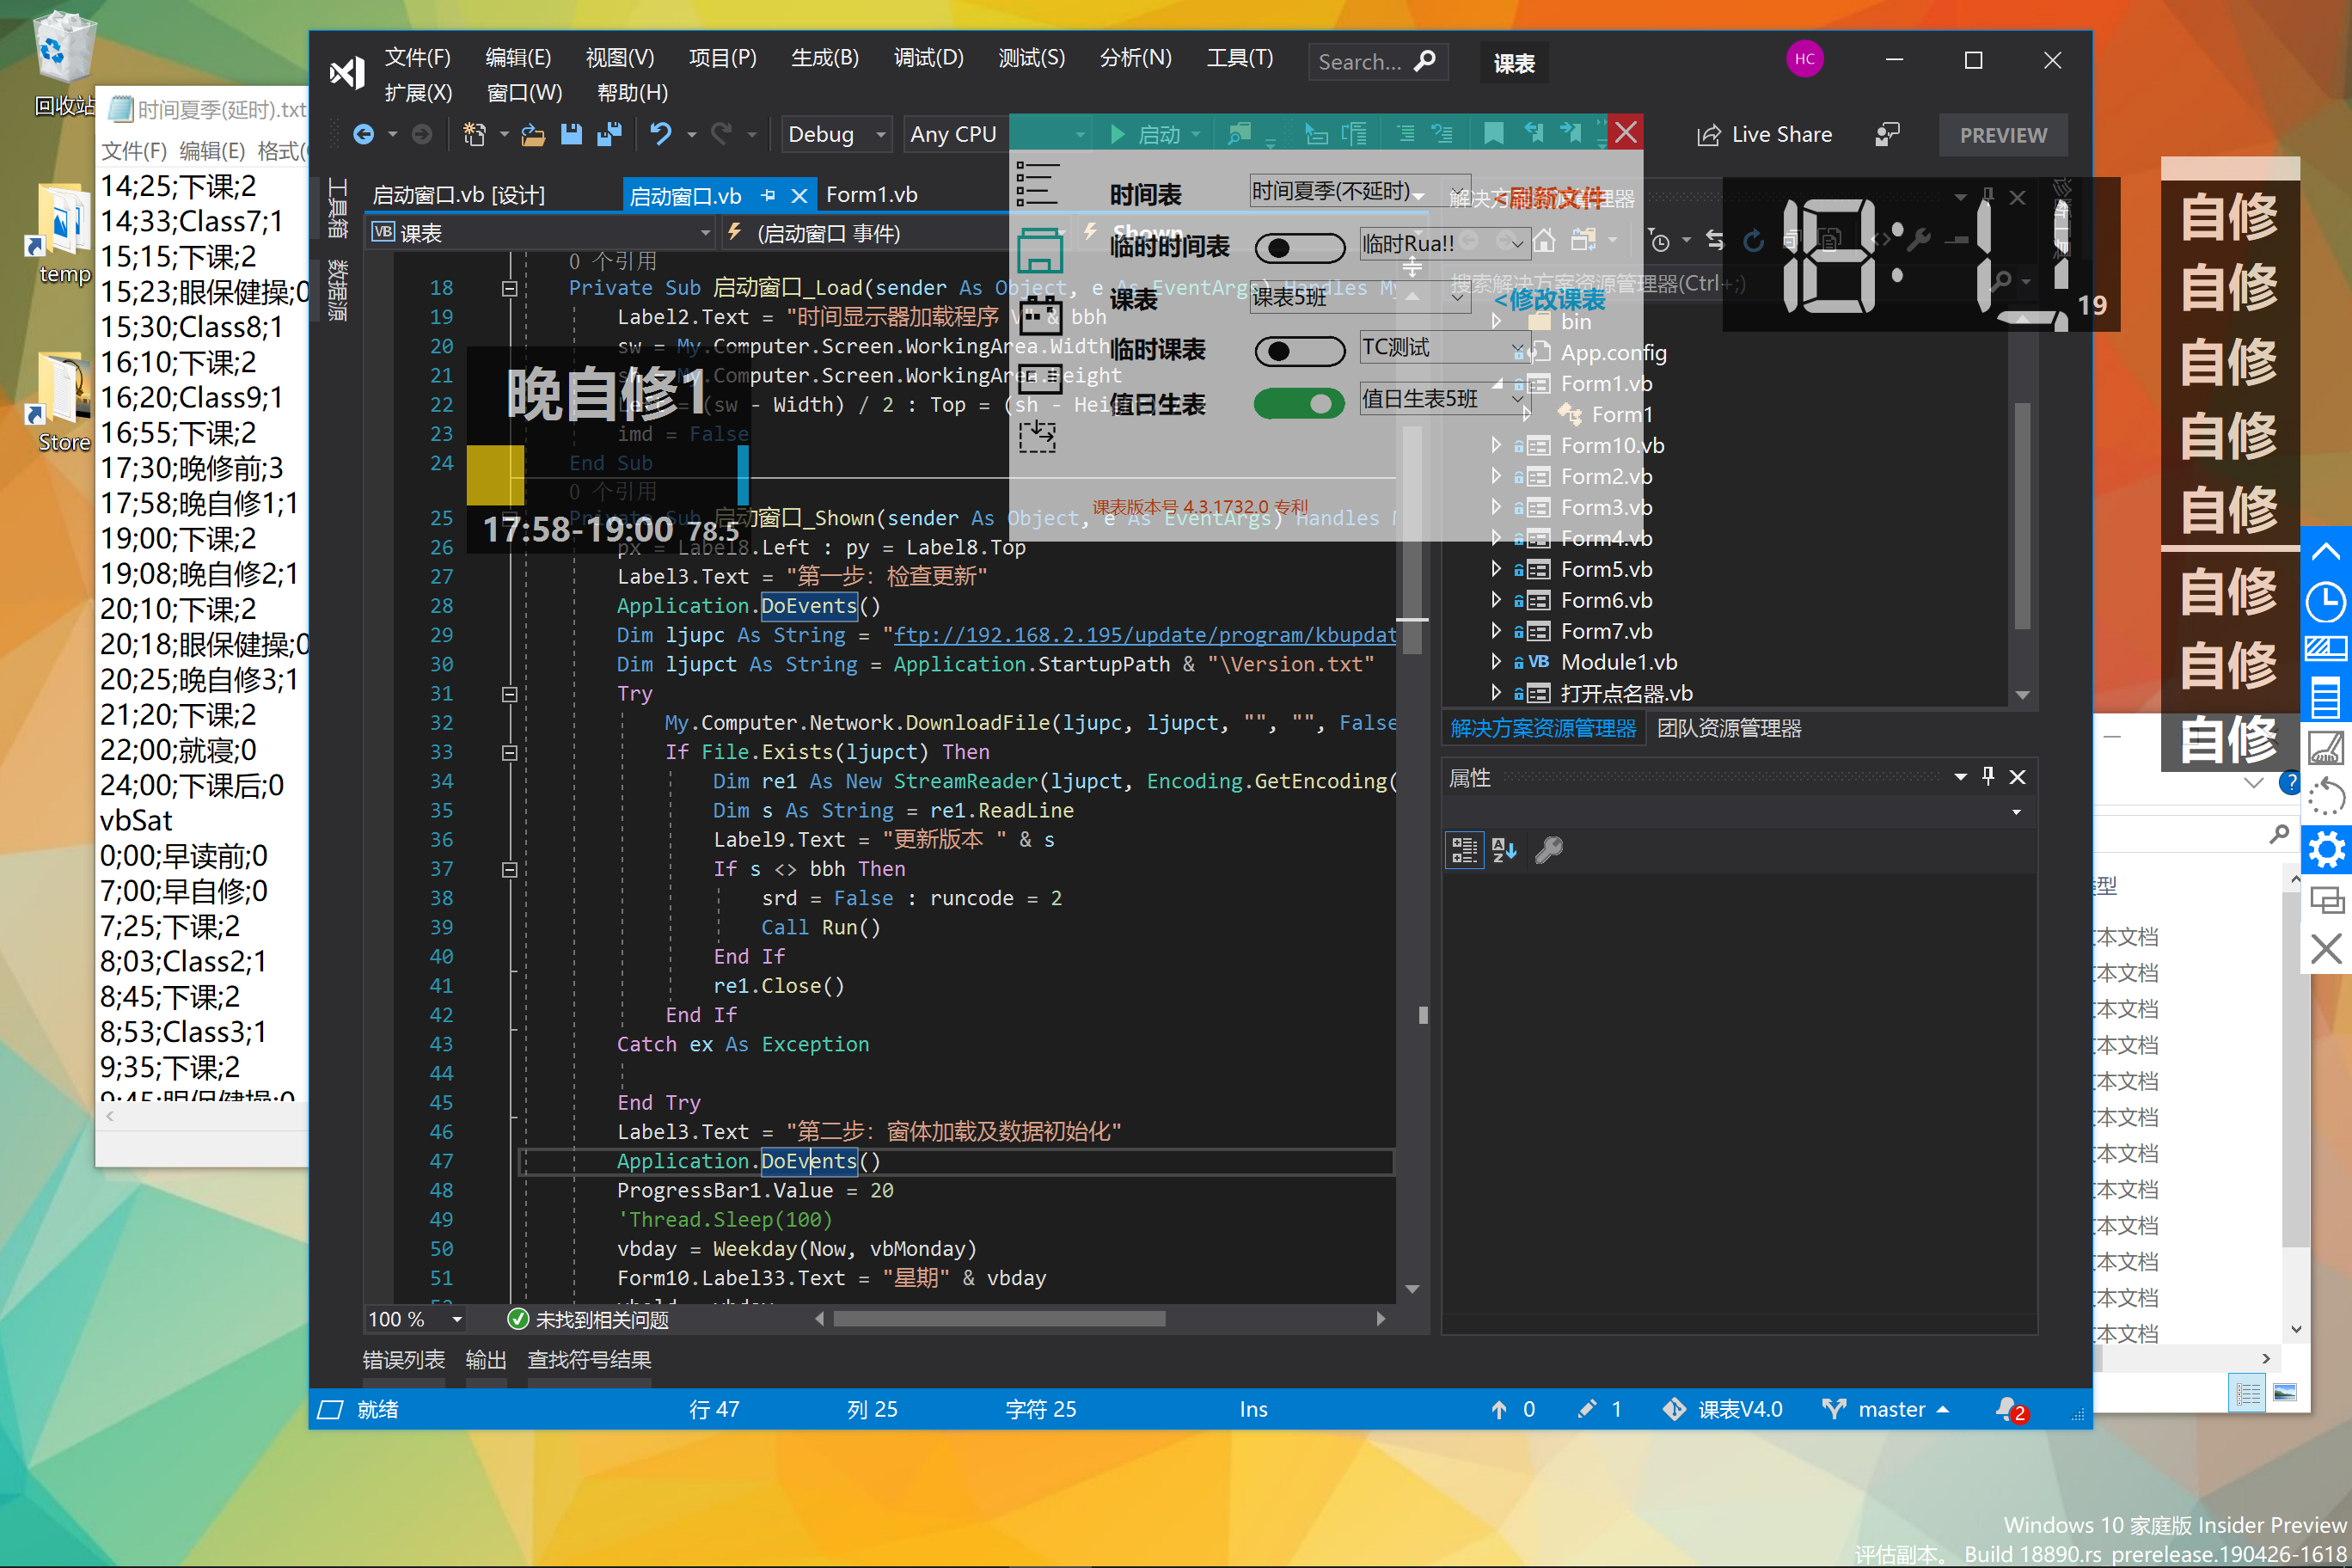 回收站
temp
Store
时间夏季(延时).txt
文件(F) 编辑(E) 格式(
14;25;下课;2
14;33;Class7;1
15;15;下课;2
15;23;眼保健操;0
15;30;Class8;1
16;10;下课;2
16;20;Class9;1
16;55;下课;2
17;30;晚修前;3
17;58;晚自修1;1
19;00;下课;2
19;08;晚自修2;1
20;10;下课;2
20;18;眼保健操;0
20;25;晚自修3;1
21;20;下课;2
22;00;就寝;0
24;00;下课后;0
vbSat
0;00;早读前;0
7;00;早自修;0
7;25;下课;2
8;03;Class2;1
8;45;下课;2
8;53;Class3;1
9;35;下课;2
9;45;眼保健操;0
文件(F) 编辑(E) 视图(V) 项目(P) 生成(B) 调试(D) 测试(S) 分析(N) 工具(T) Search... 课表 HC
扩展(X) 窗口(W) 帮助(H)
Debug Any CPU 启动 Live Share PREVIEW
工具箱
数据源
启动窗口.vb [设计] 启动窗口.vb Form1.vb
VB 课表 (启动窗口 事件) Shown
0 个引用
18 Private Sub 启动窗口_Load(sender As Object, e As EventArgs) Handles My
19 Label2.Text = "时间显示器加载程序 V" & bbh
20 sw = My.Computer.Screen.WorkingArea.Width
21 sh = My.Computer.Screen.WorkingArea.Height
22 Left = (sw - Width) / 2 : Top = (sh - Hei
23 imd = False
24 End Sub
0 个引用
25 Private Sub 启动窗口_Shown(sender As Object, e As EventArgs) Handles M
26 px = Label8.Left : py = Label8.Top
27 Label3.Text = "第一步：检查更新"
28 Application.DoEvents()
29 Dim ljupc As String = "ftp://192.168.2.195/update/program/kbupdat
30 Dim ljupct As String = Application.StartupPath & "\Version.txt"
31 Try
32 My.Computer.Network.DownloadFile(ljupc, ljupct, "", "", False
33 If File.Exists(ljupct) Then
34 Dim re1 As New StreamReader(ljupct, Encoding.GetEncoding(
35 Dim s As String = re1.ReadLine
36 Label9.Text = "更新版本 " & s
37 If s <> bbh Then
38 srd = False : runcode = 2
39 Call Run()
40 End If
41 re1.Close()
42 End If
43 Catch ex As Exception
44
45 End Try
46 Label3.Text = "第二步：窗体加载及数据初始化"
47 Application.DoEvents()
48 ProgressBar1.Value = 20
49 'Thread.Sleep(100)
50 vbday = Weekday(Now, vbMonday)
51 Form10.Label33.Text = "星期" & vbday
100 % 未找到相关问题
错误列表 输出 查找符号结果
就绪 行 47 列 25 字符 25 Ins 0 1 课表V4.0 master 2
晚自修1
17:58-19:00 78.5
时间表 时间夏季(不延时) <刷新文件
临时时间表 临时Rua!!
课表 课表5班 <修改课表
临时课表 TC测试
值日生表 值日生表5班
课表版本号 4.3.1732.0 专利
解决方案资源管理器
搜索解决方案资源管理器(Ctrl+;)
bin
App.config
Form1.vb
Form1
Form10.vb
Form2.vb
Form3.vb
Form4.vb
Form5.vb
Form6.vb
Form7.vb
VB Module1.vb
打开点名器.vb
解决方案资源管理器 团队资源管理器
属性
18:17
19
自修
自修
自修
自修
自修
自修
自修
自修
型
本文档
本文档
本文档
本文档
本文档
本文档
本文档
本文档
本文档
本文档
本文档
本文档
Windows 10 家庭版 Insider Preview
评估副本。 Build 18890.rs_prerelease.190426-1618